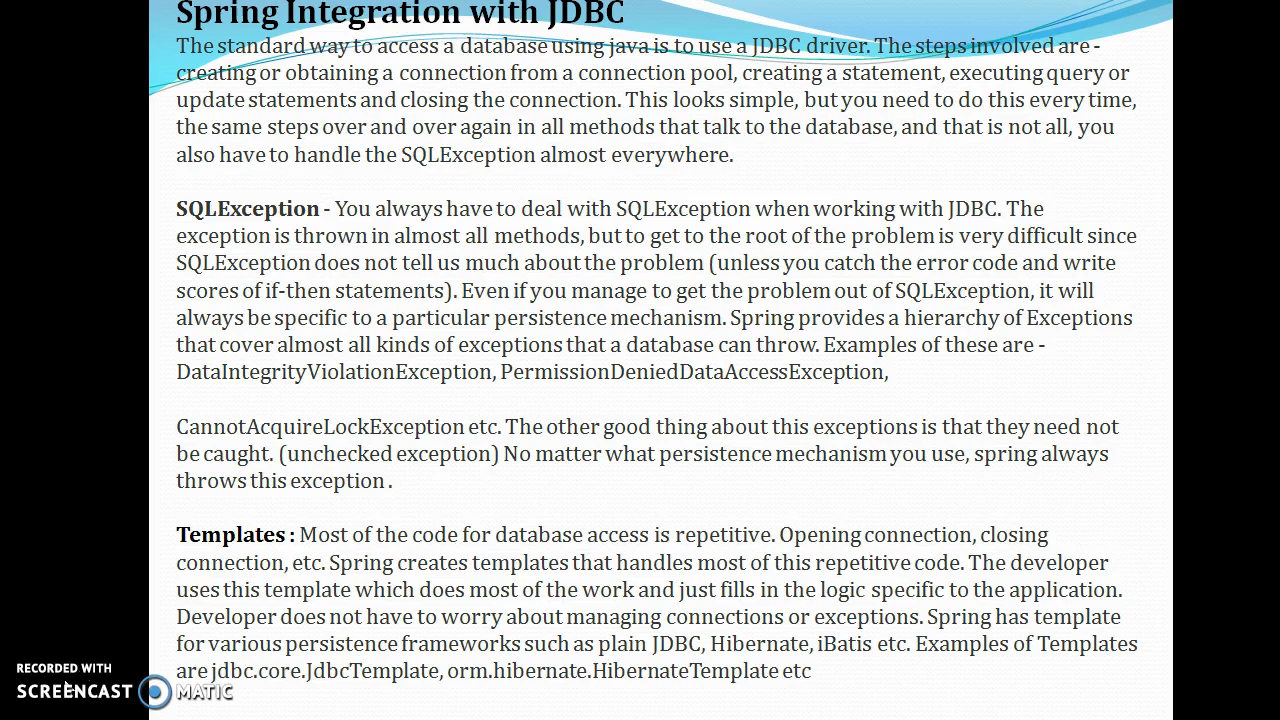 Spring Integration with JDBC
The standard way to access a database using java is to use a JDBC driver. The steps involved are -
creating or obtaining a connection from a connection pool, creating a statement, executing query or
update statements and closing the connection. This looks simple, but you need to do this every time,
the same steps over and over again in all methods that talk to the database, and that is not all, you
also have to handle the SQLException almost everywhere.
SQLException - You always have to deal with SQLException when working with JDBC. The
exception is thrown in almost all methods, but to get to the root of the problem is very difficult since
SQLException does not tell us much about the problem (unless you catch the error code and write
scores of if-then statements). Even if you manage to get the problem out of SQLException, it will
always be specific to a particular persistence mechanism. Spring provides a hierarchy of Exceptions
that cover almost all kinds of exceptions that a database can throw. Examples of these are -
DataIntegrityViolationException, PermissionDeniedDataAccessException,
CannotAcquireLockException etc. The other good thing about this exceptions is that they need not
be caught. (unchecked exception) No matter what persistence mechanism you use, spring always
throws this exception .
Templates : Most of the code for database access is repetitive. Opening connection, closing
connection, etc. Spring creates templates that handles most of this repetitive code. The developer
uses this template which does most of the work and just fills in the logic specific to the application.
Developer does not have to worry about managing connections or exceptions. Spring has template
for various persistence frameworks such as plain JDBC, Hibernate, iBatis etc. Examples of Templates
are jdbc.core.JdbcTemplate, orm.hibernate.HibernateTemplate etc
RECORDED WITH
SCREENCAST MATIC